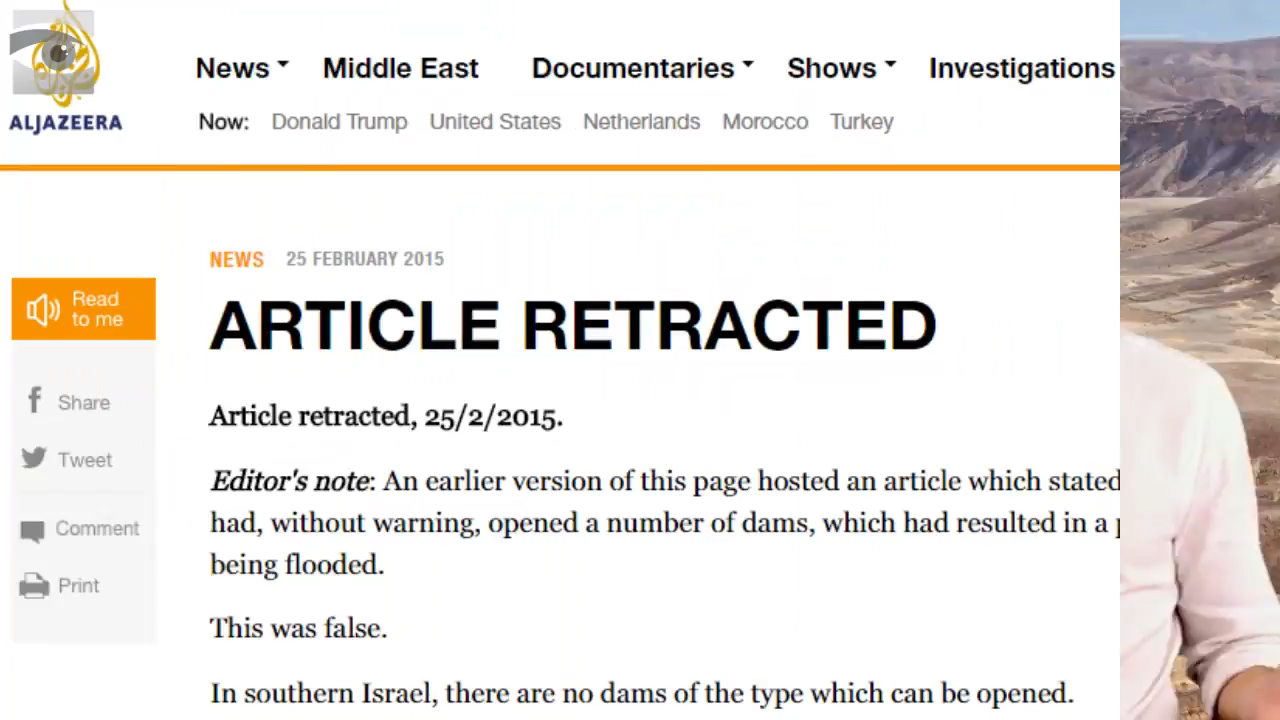 ALJAZEERA
News Middle East Documentaries Shows Investigations
Now: Donald Trump United States Netherlands Morocco Turkey
NEWS 25 FEBRUARY 2015
Read
to me
ARTICLE RETRACTED
Share
Article retracted, 25/2/2015.
Tweet
Editor's note: An earlier version of this page hosted an article which stated
Comment
had, without warning, opened a number of dams, which had resulted in a
being flooded.
Print
This was false.
In southern Israel, there are no dams of the type which can be opened.